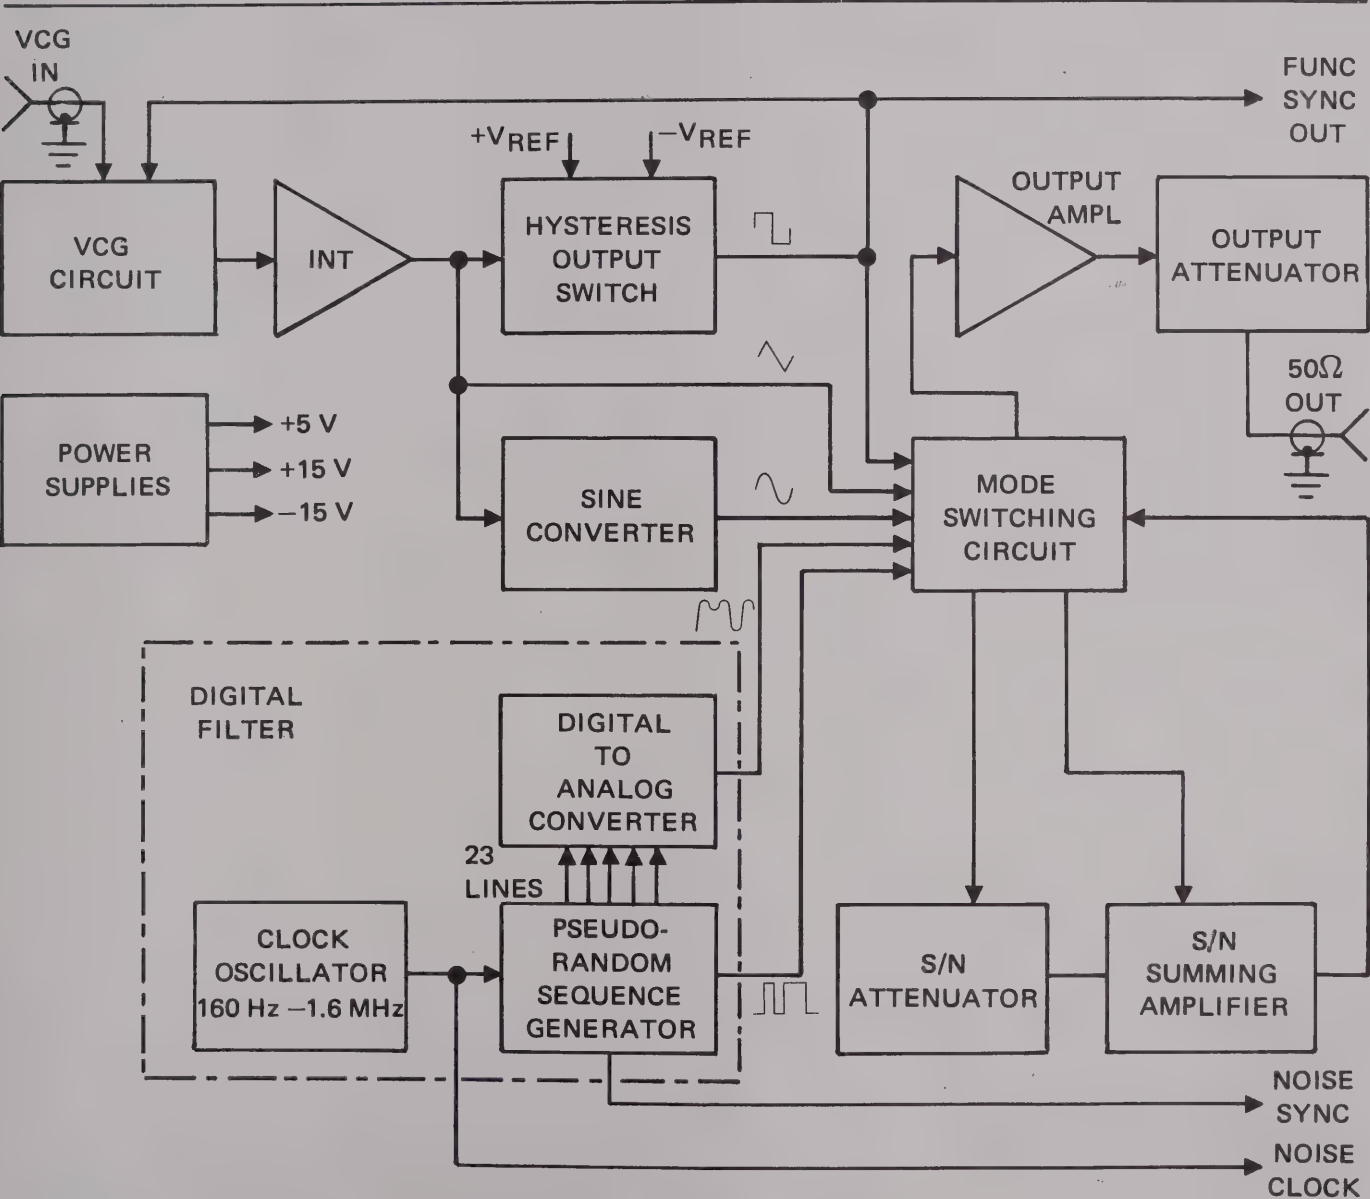 VCG
IN
FUNC
SYNC
OUT
+VREF
−VREF
OUTPUT
AMPL
VCG
CIRCUIT
INT
HYSTERESIS
OUTPUT
SWITCH
OUTPUT
ATTENUATOR
50Ω
OUT
POWER
SUPPLIES
+5 V
+15 V
−15 V
SINE
CONVERTER
MODE
SWITCHING
CIRCUIT
DIGITAL
FILTER
DIGITAL
TO
ANALOG
CONVERTER
23
LINES
CLOCK
OSCILLATOR
160 Hz −1.6 MHz
PSEUDO-
RANDOM
SEQUENCE
GENERATOR
S/N
ATTENUATOR
S/N
SUMMING
AMPLIFIER
NOISE
SYNC
NOISE
CLOCK